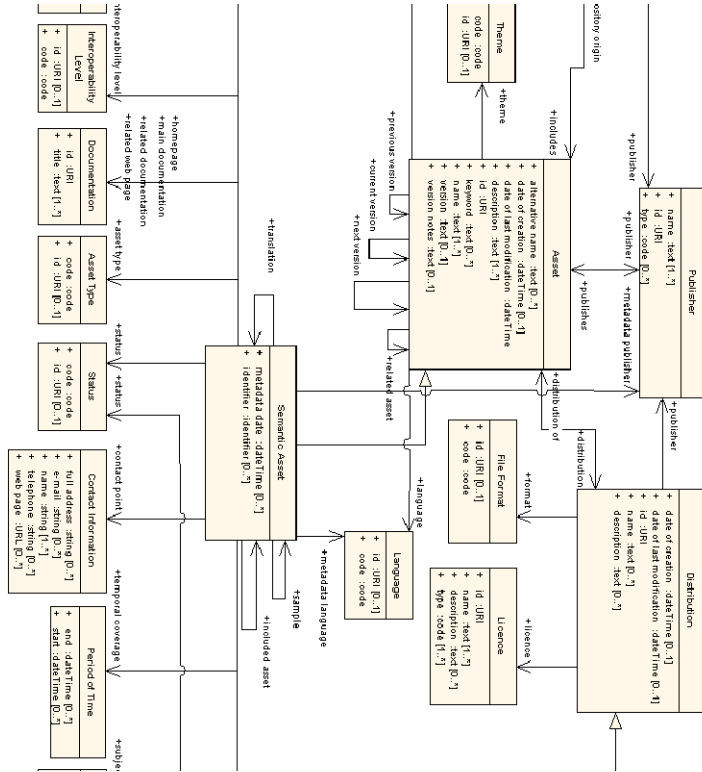 ository origin
Theme
+ code :code
+ id :URI [0..1]
+theme
+includes
+publisher
Publisher
+ name :text [1..*]
+ id :URI
+ type :code [0..*]
+publisher/
+metadata publisher/
+publishes
+previous version
+current version
+next version
+related asset
Asset
+ alternative name :text [0..*]
+ date of creation :dateTime [0..1]
+ date of last modification :dateTime
+ description :text [1..*]
+ id :URI
+ keyword :text [0..*]
+ name :text [1..*]
+ version :text [0..1]
+ version notes :text [0..1]
+distribution of
+distribution
+publisher
Distribution
+ date of creation :dateTime [0..1]
+ date of last modification :dateTime [0..1]
+ id :URI
+ name :text [0..*]
+ description :text [0..*]
File Format
+ id :URI [0..1]
+ code :code
+format
Licence
+ id :URI
+ name :text [1..*]
+ description :text [0..*]
+ type :code [1..*]
+licence
+language
Language
+ id :URI [0..1]
+ code :code
+metadata language
+translation
Semantic Asset
+ metadata date :dateTime [0..*]
+ identifier :identifier [0..*]
+sample
+included asset
nteroperability level
Interoperability
Level
+ id :URI [0..1]
+ code :code
+homepage
+main documentation
+related documentation
+related web page
Documentation
+ id :URI
+ title :text [1..*]
+asset type
Asset Type
+ code :code
+ id :URI [0..1]
+status
+status
Status
+ code :code
+ id :URI [0..1]
+contact point
Contact Information
+ full address :string [0..*]
+ e-mail :string [0..*]
+ name :string [1..*]
+ telephone :string [0..*]
+ web page :URL [0..*]
+temporal coverage
Period of Time
+ end :dateTime [0..*]
+ start :dateTime [0..*]
+subje